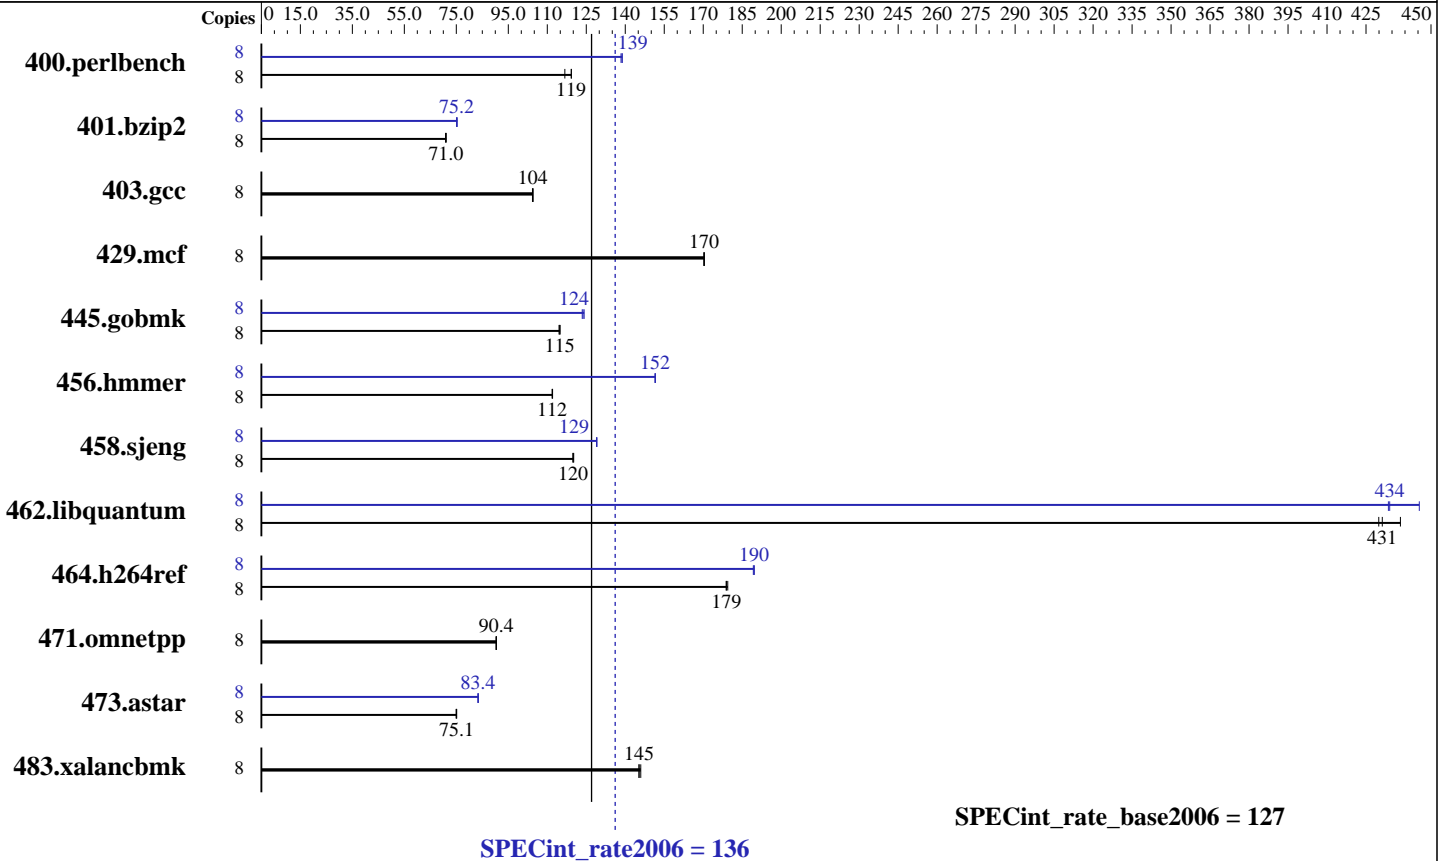 Copies 0 15.0 35.0 55.0 75.0 95.0 110 125 140 155 170 185 200 215 230 245 260 275 290 305 320 335 350 365 380 395 410 425 450
400.perlbench 8 139
8 119
401.bzip2 8 75.2
8 71.0
403.gcc 8 104
429.mcf 8 170
445.gobmk 8 124
8 115
456.hmmer 8 152
8 112
458.sjeng 8 129
8 120
462.libquantum 8 434
8 431
464.h264ref 8 190
8 179
471.omnetpp 8 90.4
473.astar 8 83.4
8 75.1
483.xalancbmk 8 145
SPECint_rate_base2006 = 127
SPECint_rate2006 = 136